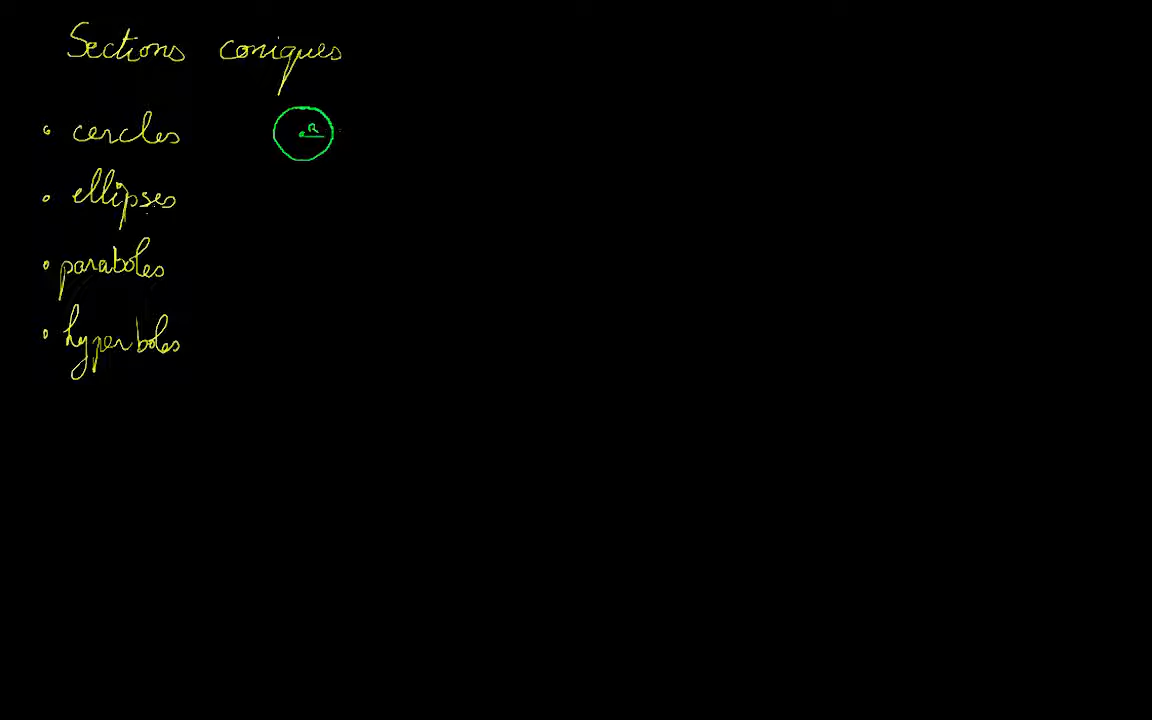 Sections coniques
• cercles
R
• ellipses
• paraboles
• hyperboles